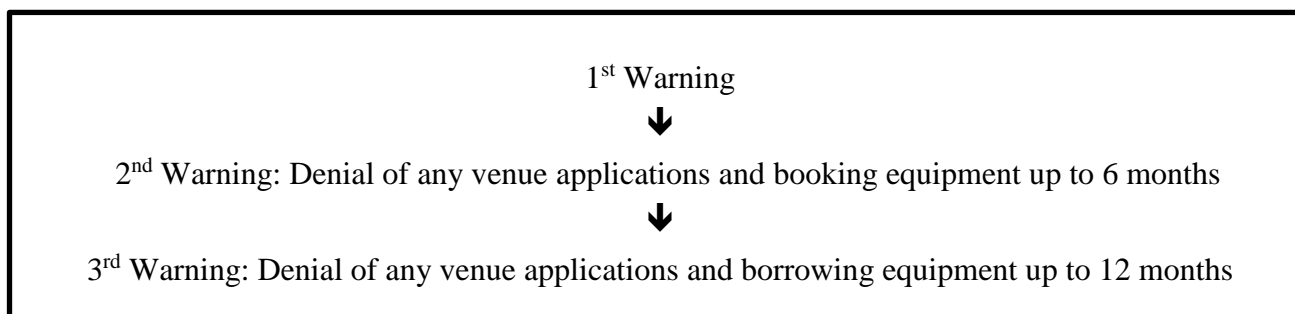 1st Warning
🡻
2nd Warning: Denial of any venue applications and booking equipment up to 6 months
🡻
3rd Warning: Denial of any venue applications and borrowing equipment up to 12 months